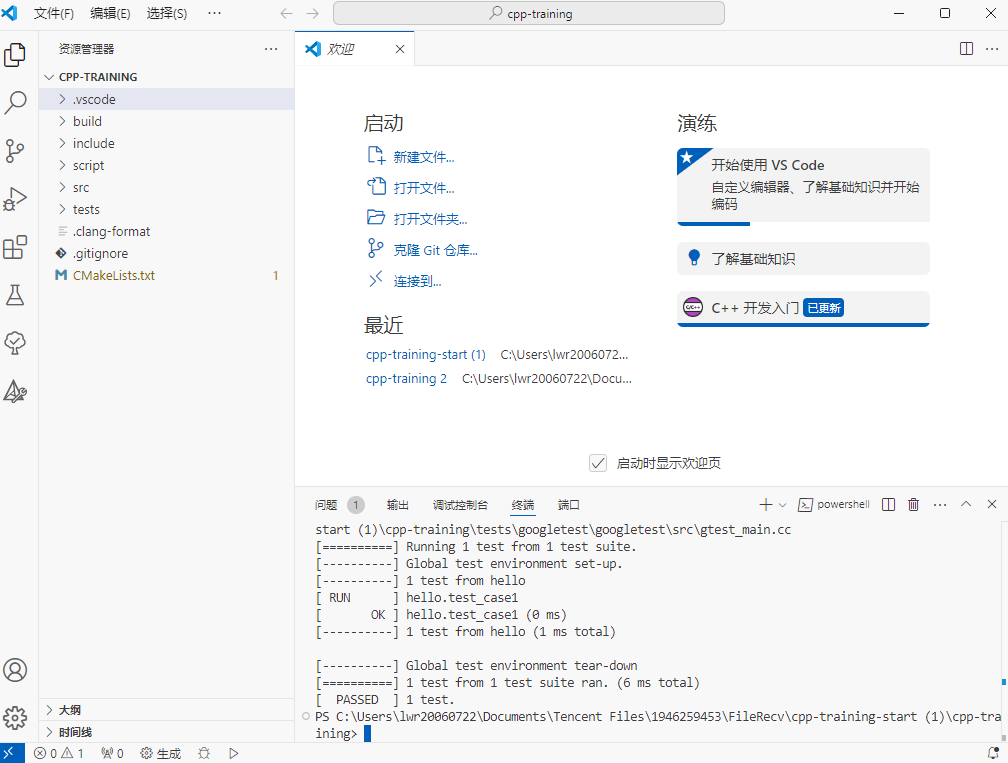 文件(F) 编辑(E) 选择(S) ··· cpp-training
资源管理器 ···
欢迎
CPP-TRAINING
.vscode
build
include
script
src
tests
.clang-format
.gitignore
CMakeLists.txt 1
大纲
时间线
启动
新建文件...
打开文件...
打开文件夹...
克隆 Git 仓库...
连接到...
最近
cpp-training-start (1) C:\Users\lwr2006072...
cpp-training 2 C:\Users\lwr20060722\Docu...
演练
开始使用 VS Code
自定义编辑器、了解基础知识并开始
编码
了解基础知识
C/C++ C++ 开发入门 已更新
启动时显示欢迎页
问题 1 输出 调试控制台 终端 端口 powershell ···
start (1)\cpp-training\tests\googletest\googletest\src\gtest_main.cc
[==========] Running 1 test from 1 test suite.
[----------] Global test environment set-up.
[----------] 1 test from hello
[ RUN      ] hello.test_case1
[       OK ] hello.test_case1 (0 ms)
[----------] 1 test from hello (1 ms total)
[----------] Global test environment tear-down
[==========] 1 test from 1 test suite ran. (6 ms total)
[  PASSED  ] 1 test.
PS C:\Users\lwr20060722\Documents\Tencent Files\1946259453\FileRecv\cpp-training-start (1)\cpp-tra
ining>
0 1 0 生成